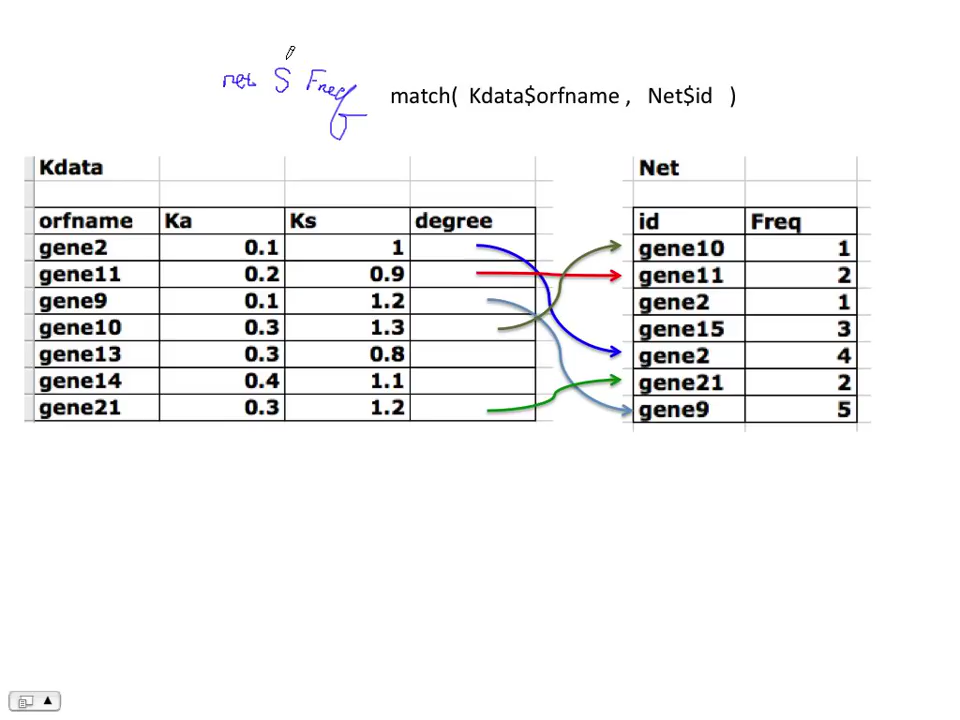 net $ Freq
match( Kdata$orfname , Net$id )
Kdata
orfname Ka Ks degree
gene2 0.1 1
gene11 0.2 0.9
gene9 0.1 1.2
gene10 0.3 1.3
gene13 0.3 0.8
gene14 0.4 1.1
gene21 0.3 1.2
Net
id Freq
gene10 1
gene11 2
gene2 1
gene15 3
gene2 4
gene21 2
gene9 5